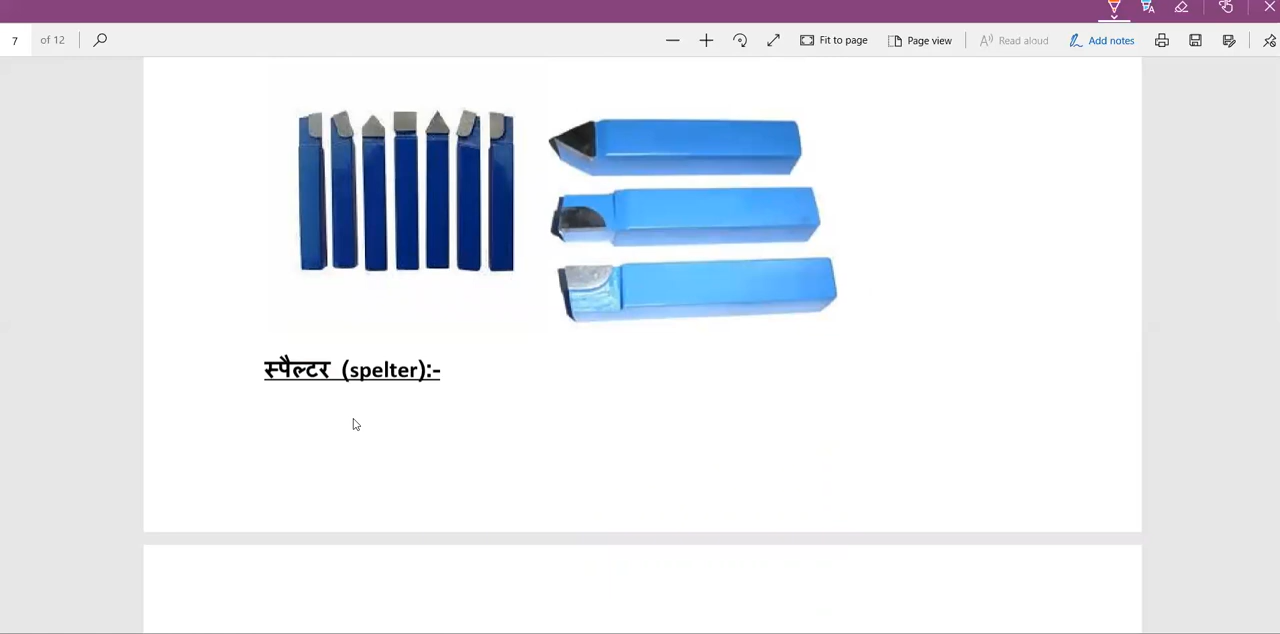 7 of 12 Fit to page Page view Read aloud Add notes
स्पैल्टर (spelter):-